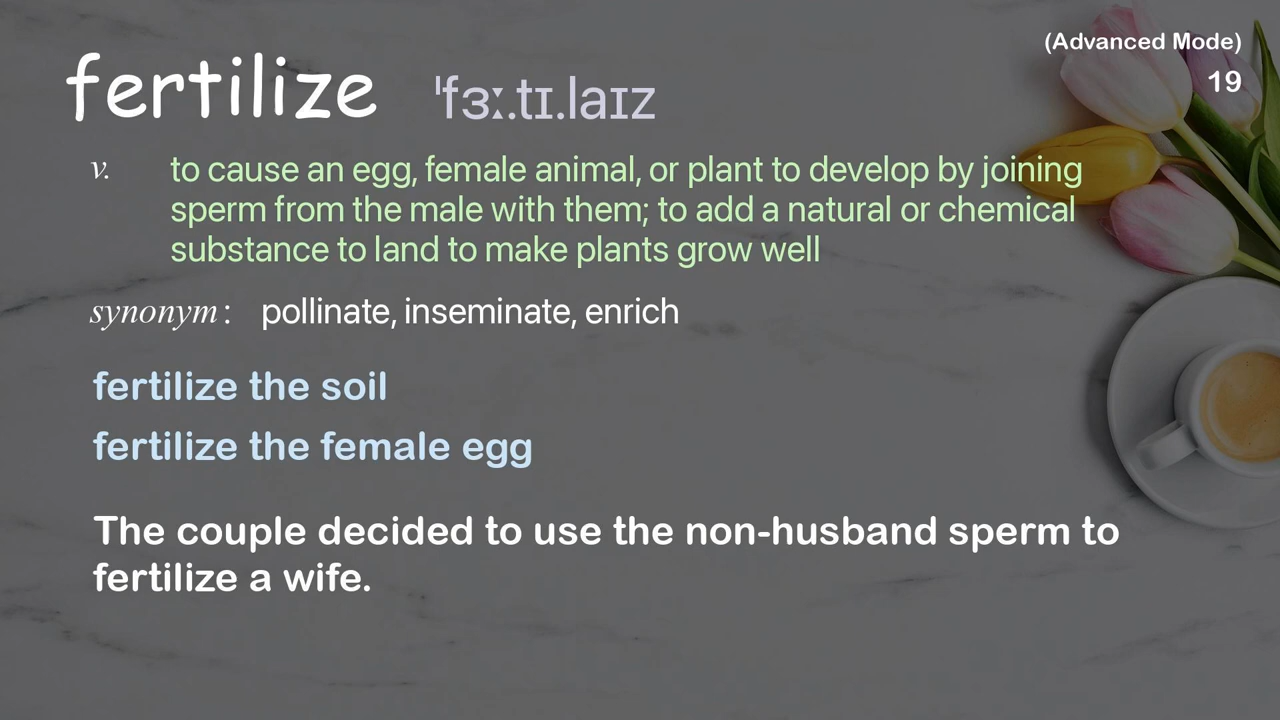 (Advanced Mode)
19
fertilize ˈfɜː.tɪ.laɪz
v. to cause an egg, female animal, or plant to develop by joining
sperm from the male with them; to add a natural or chemical
substance to land to make plants grow well
synonym : pollinate, inseminate, enrich
fertilize the soil
fertilize the female egg
The couple decided to use the non-husband sperm to
fertilize a wife.